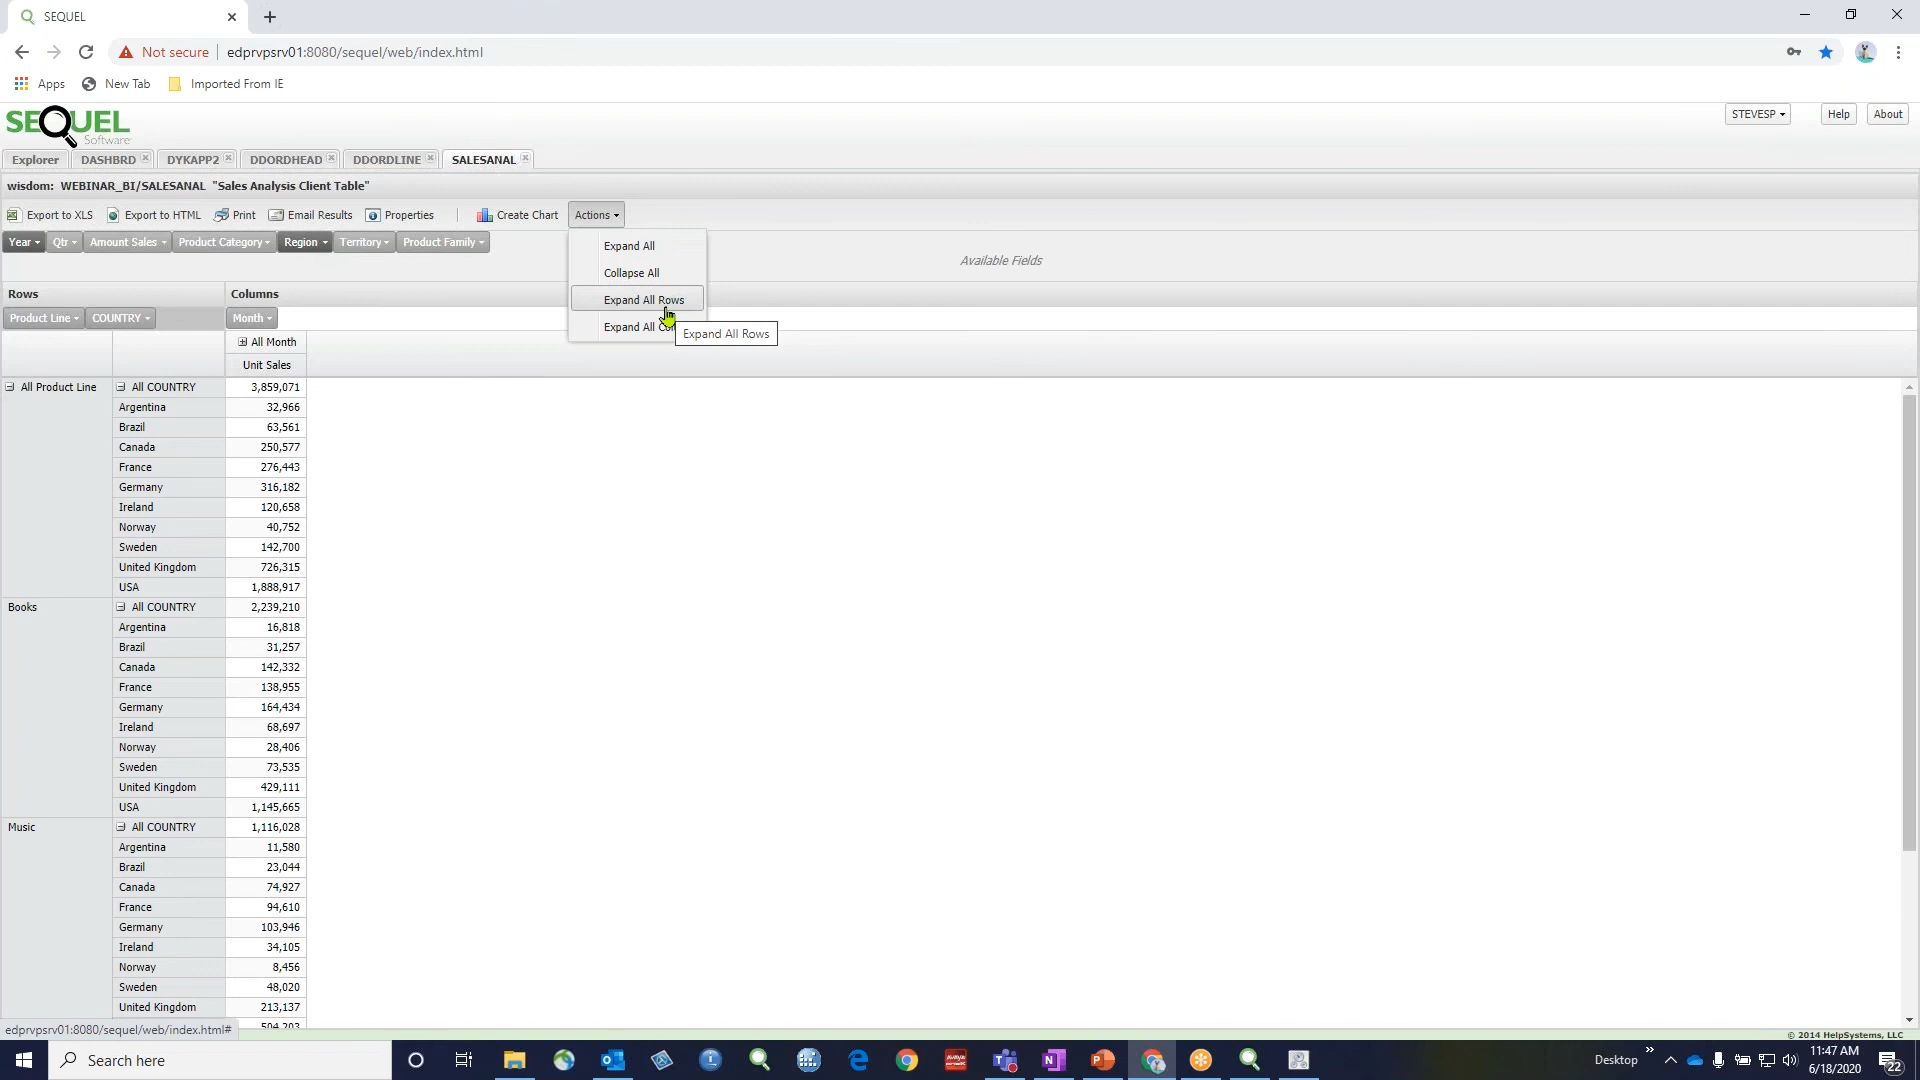 SEQUEL
Not secure | edprvpsrv01:8080/sequel/web/index.html
Apps New Tab Imported From IE
SEQUEL Software
STEVESP Help About
Explorer DASHBRD DYKAPP2 DDORDHEAD DDORDLINE SALESANAL
wisdom: WEBINAR_BI/SALESANAL "Sales Analysis Client Table"
Export to XLS Export to HTML Print Email Results Properties Create Chart Actions
Year Qtr Amount Sales Product Category Region Territory Product Family
Expand All
Available Fields
Collapse All
Expand All Rows
Expand All
Expand All Rows
Rows Columns
Product Line COUNTRY Month
All Month
Unit Sales
All Product Line All COUNTRY 3,859,071
Argentina 32,966
Brazil 63,561
Canada 250,577
France 276,443
Germany 316,182
Ireland 120,658
Norway 40,752
Sweden 142,700
United Kingdom 726,315
USA 1,888,917
Books All COUNTRY 2,239,210
Argentina 16,818
Brazil 31,257
Canada 142,332
France 138,955
Germany 164,434
Ireland 68,697
Norway 28,406
Sweden 73,535
United Kingdom 429,111
USA 1,145,665
Music All COUNTRY 1,116,028
Argentina 11,580
Brazil 23,044
Canada 74,927
France 94,610
Germany 103,946
Ireland 34,105
Norway 8,456
Sweden 48,020
United Kingdom 213,137
504,203
edprvpsrv01:8080/sequel/web/index.html#
© 2014 HelpSystems, LLC
Search here
Desktop
11:47 AM
6/18/2020
22